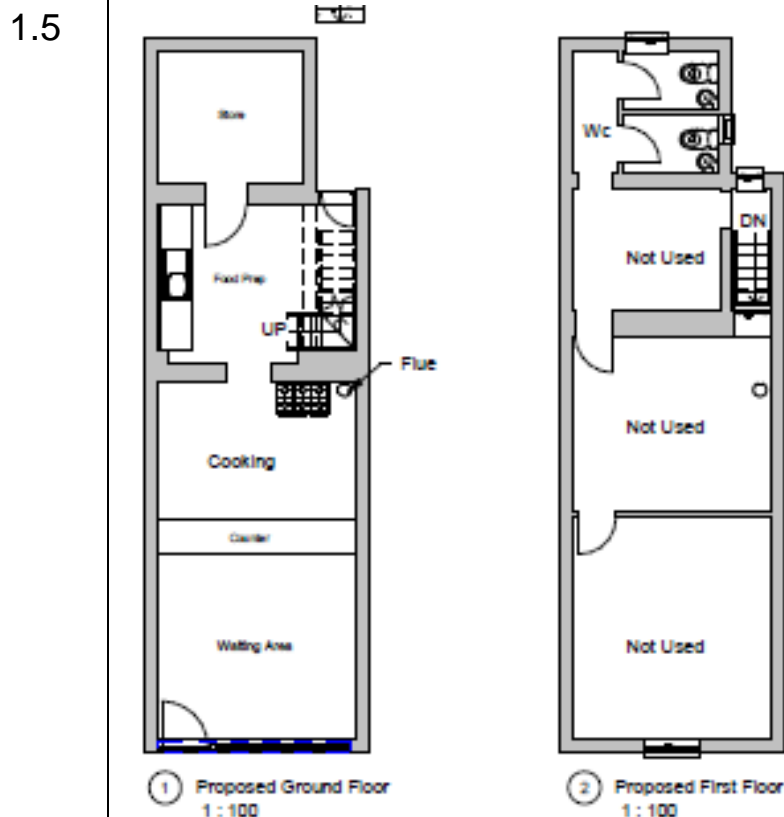 1.5
Store
Food Prep
UP
Flue
Cooking
Counter
Waiting Area
1 Proposed Ground Floor
1 : 100
Wc
DN
Not Used
Not Used
Not Used
2 Proposed First Floor
1 : 100